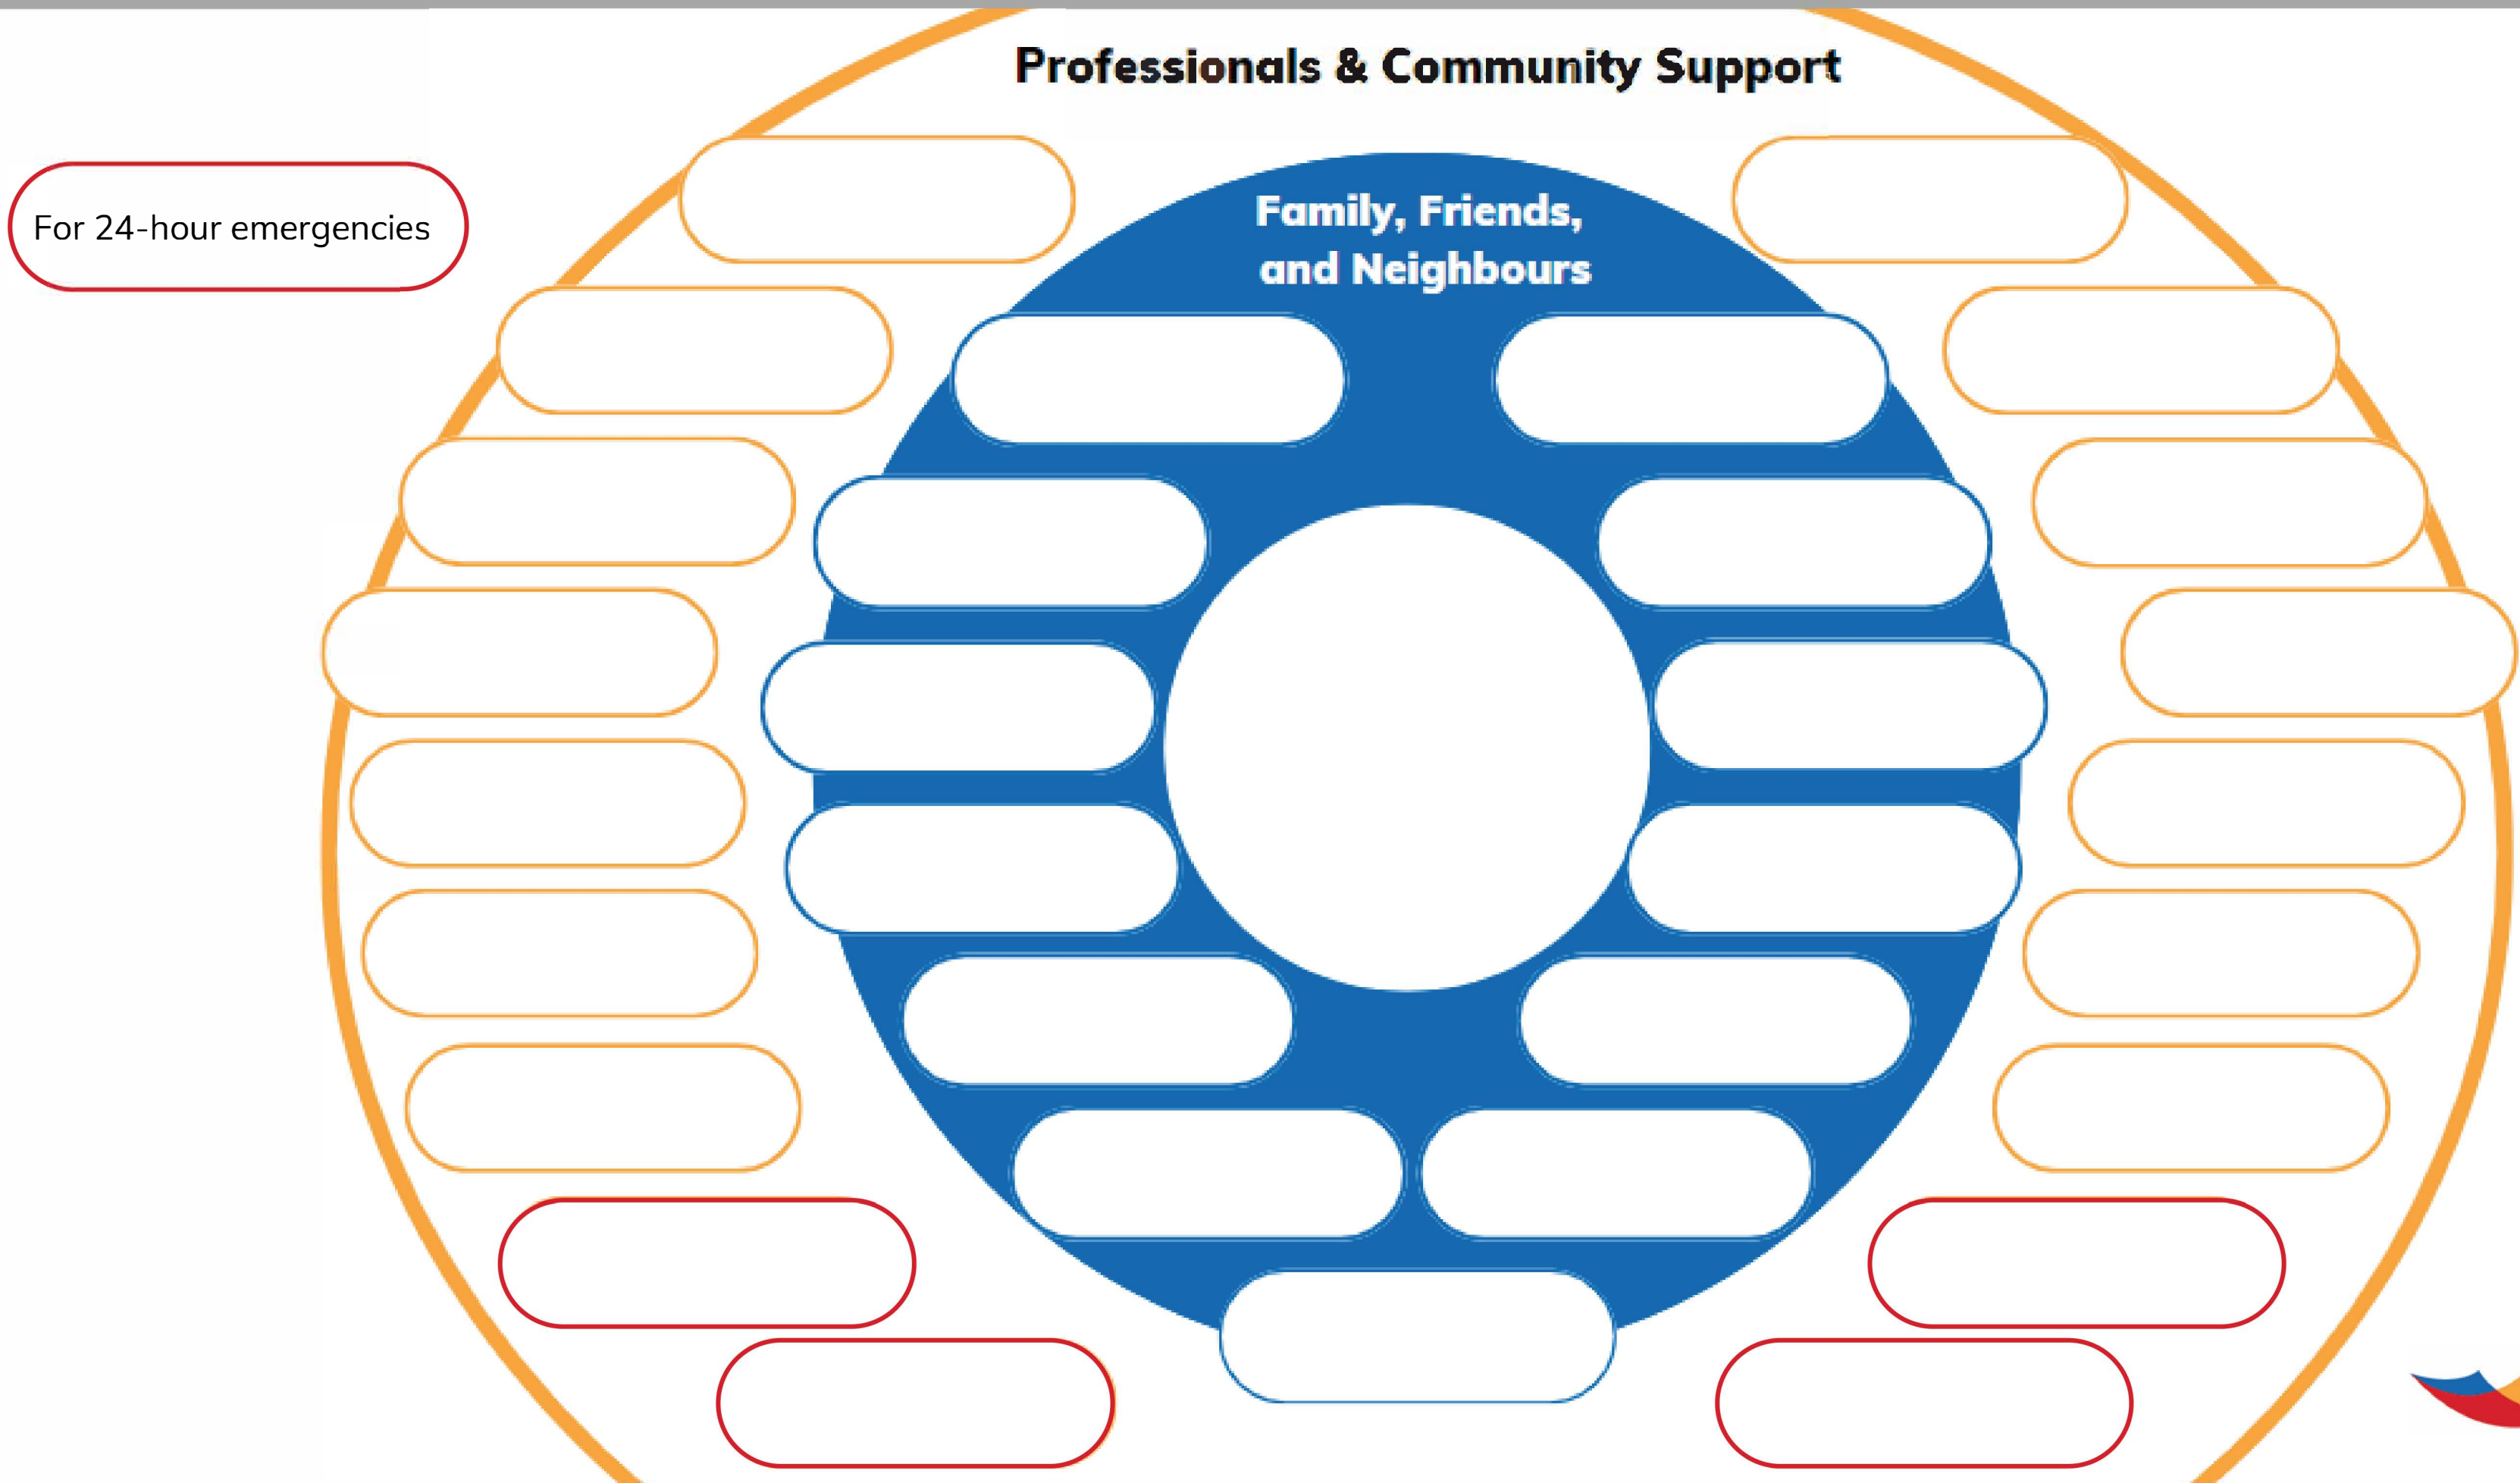 Professionals & Community Support
For 24-hour emergencies
Family, Friends,
and Neighbours